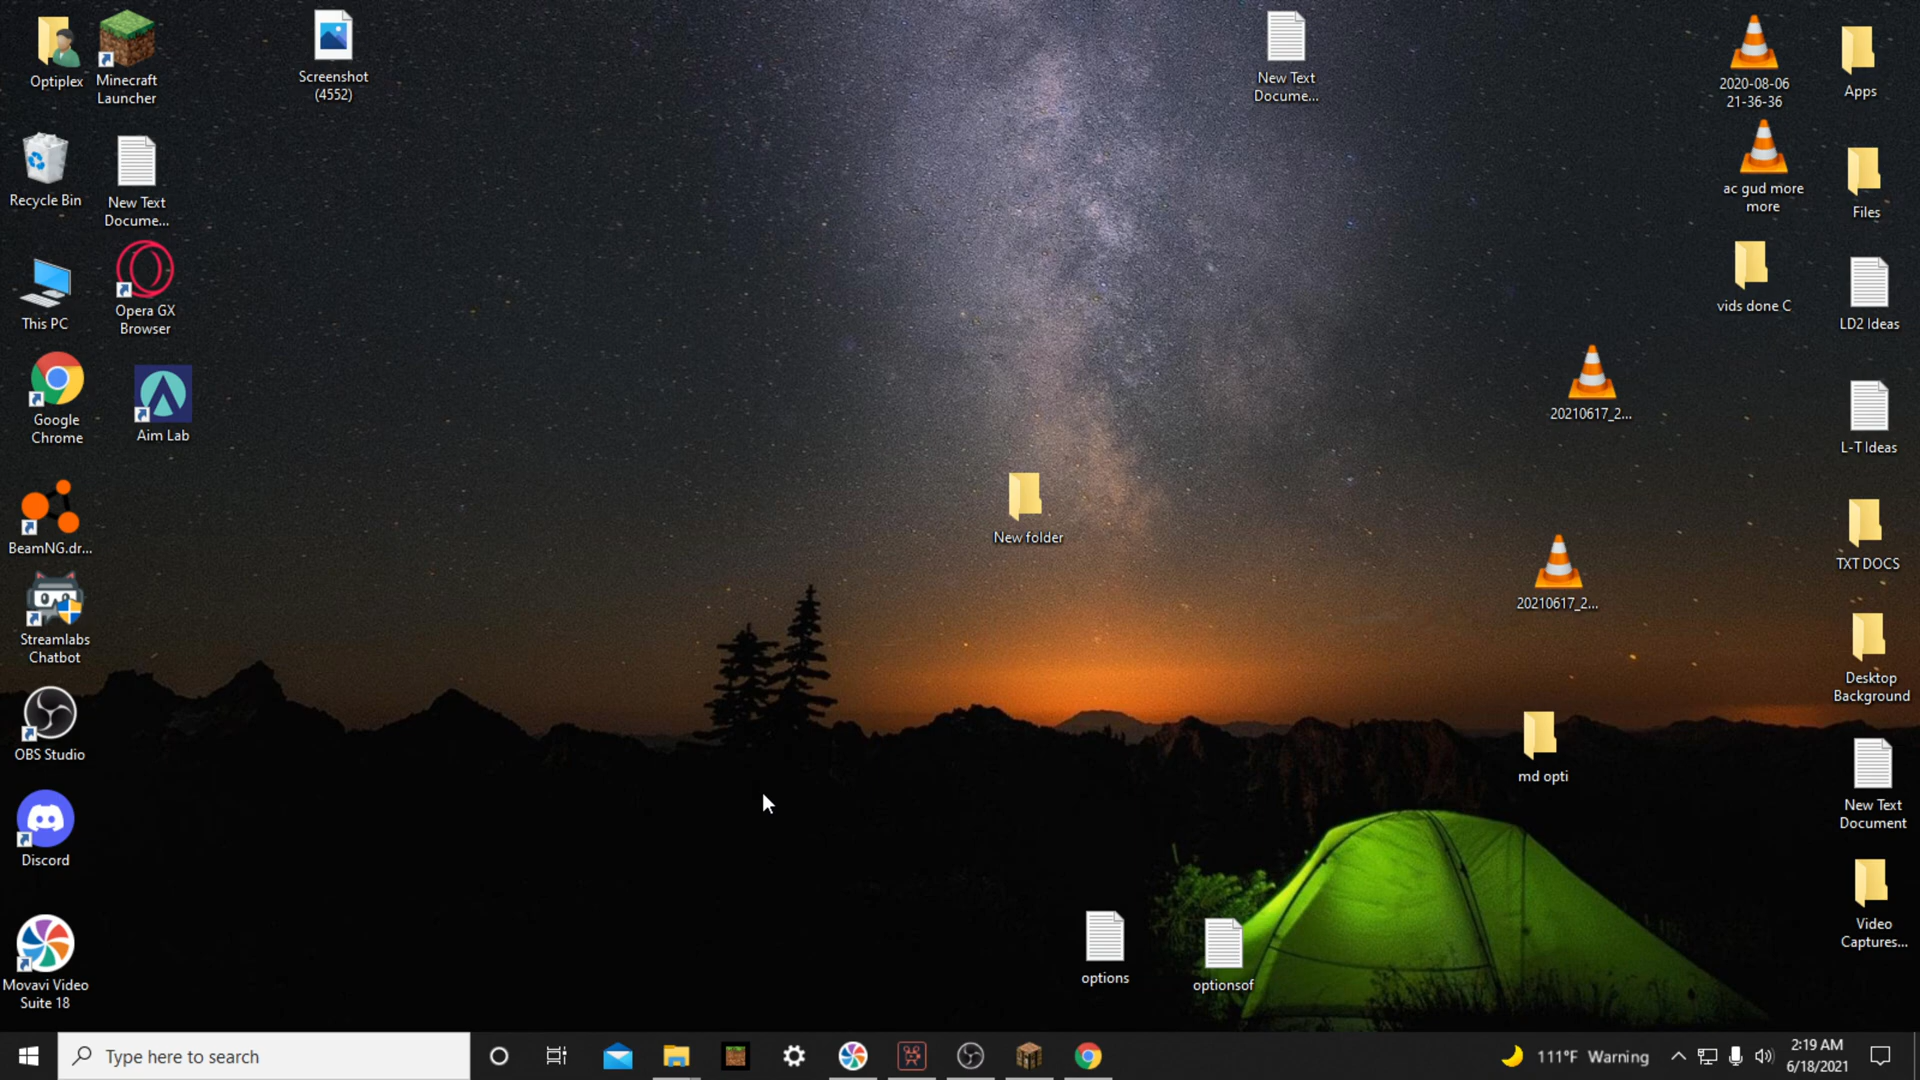 Optiplex
Minecraft
Launcher
Screenshot
(4552)
New Text
Docume...
2020-08-06
21-36-36
Apps
Recycle Bin
New Text
Docume...
ac gud more
more
Files
This PC
Opera GX
Browser
vids done C
LD2 Ideas
Google
Chrome
Aim Lab
20210617_2...
L-T Ideas
BeamNG.dr...
New folder
20210617_2...
TXT DOCS
Streamlabs
Chatbot
Desktop
Background
OBS Studio
md opti
New Text
Document
Discord
Video
Captures...
Movavi Video
Suite 18
options
optionsof
Type here to search
111°F Warning
2:19 AM
6/18/2021